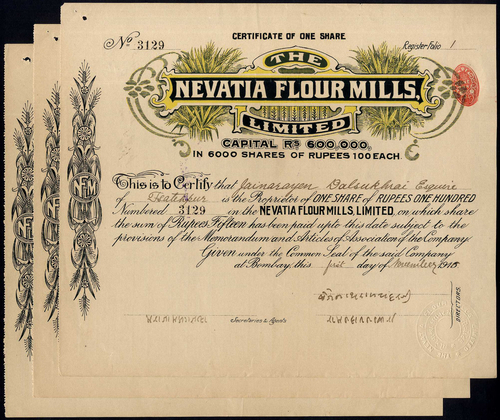 CERTIFICATE OF ONE SHARE
No. 3129
Register Folio 1
THE
NEVATIA FLOUR MILLS,
LIMITED
CAPITAL Rs 600,000,
IN 6000 SHARES OF RUPEES 100 EACH.
This is to Certify that Jainarayen Dalsukhrai Esquire
of is the Proprietor of ONE SHARE of RUPEES ONE HUNDRED
Numbered 3129 in the NEVATIA FLOUR MILLS, LIMITED, on which share
the sum of Rupees Fifteen has been paid upto this date subject to the
provisions of the Memorandum and Articles of Association of the Company
Given under the Common Seal of the said Company
at Bombay, this first day of November 1915
Secretaries & Agents
DIRECTORS.
NFM
NFM
NFM